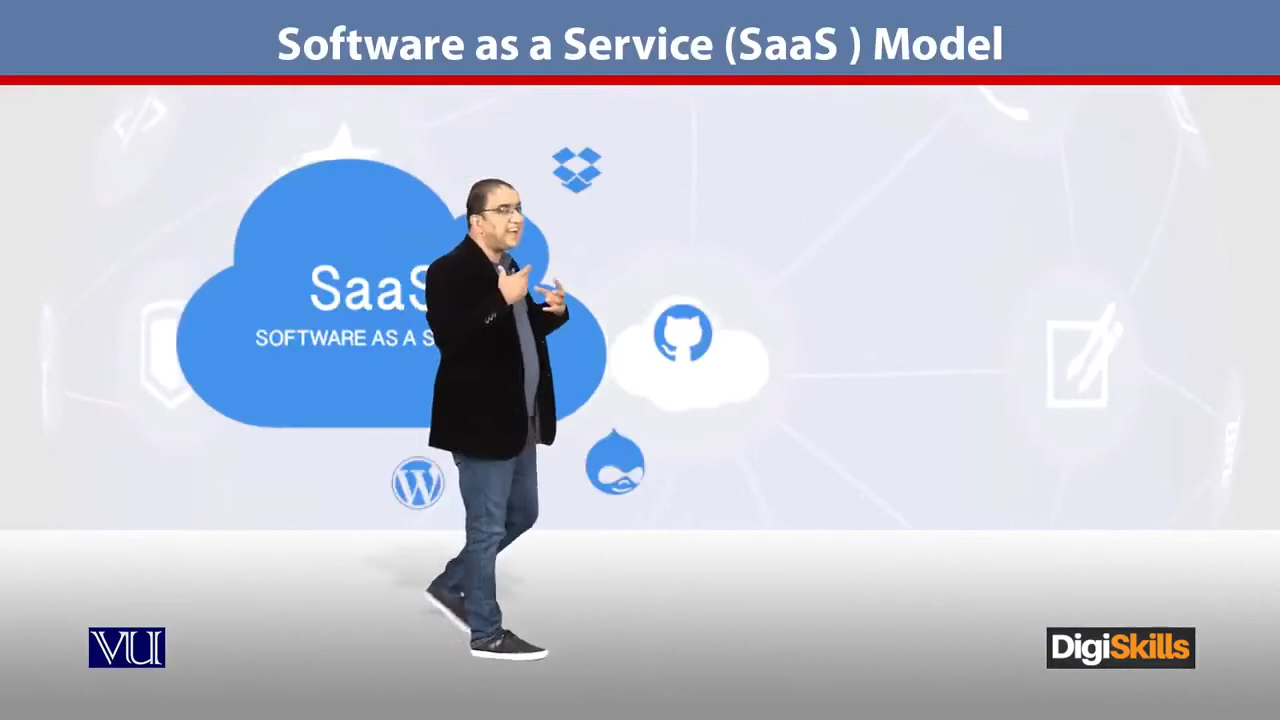 Software as a Service (SaaS ) Model
SaaS
SOFTWARE AS A S
W
VU
DigiSkills